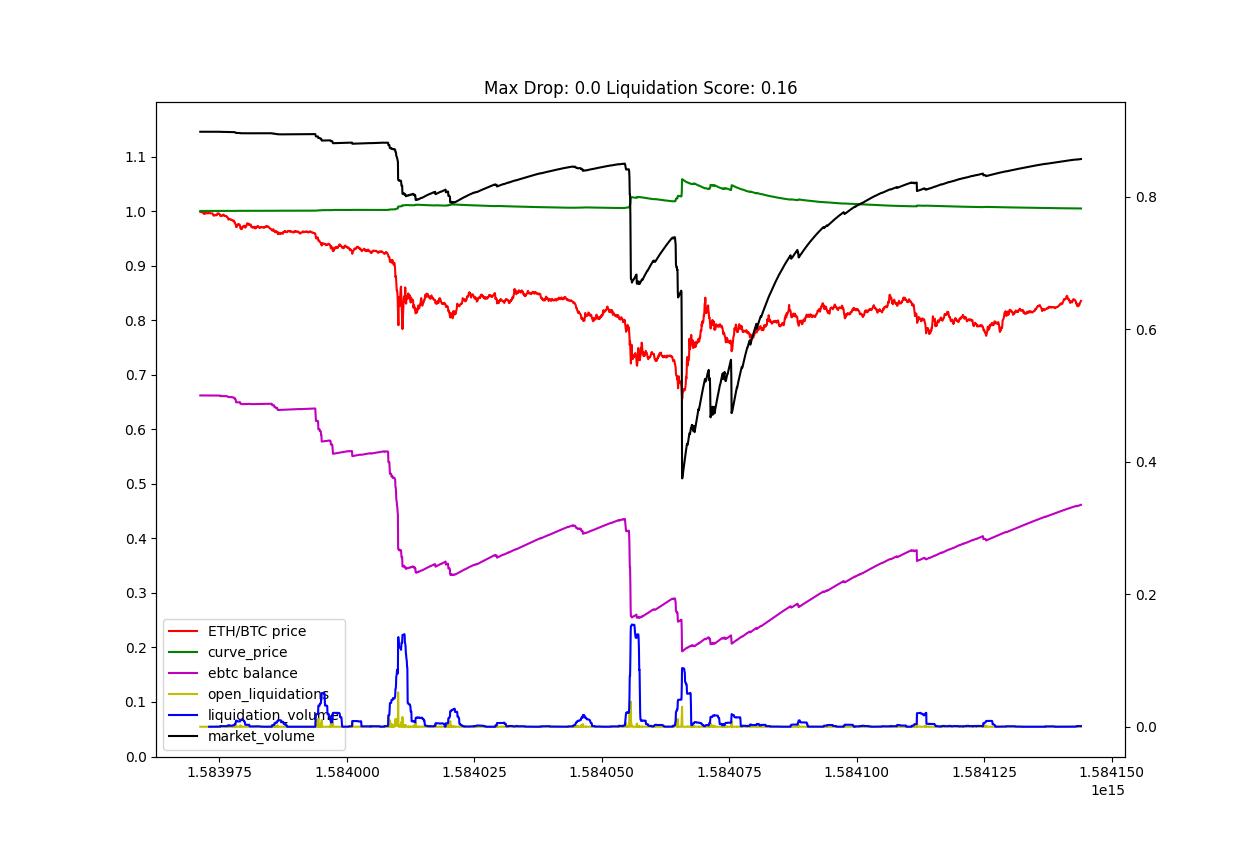 Max Drop: 0.0 Liquidation Score: 0.16
1.1
1.0
0.9
0.8
0.7
0.6
0.5
0.4
0.3
0.2
0.1
0.0
0.8
0.6
0.4
0.2
0.0
ETH/BTC price
curve_price
ebtc balance
open_liquidations
liquidation_volume
market_volume
1.583975 1.584000 1.584025 1.584050 1.584075 1.584100 1.584125 1.584150
1e15